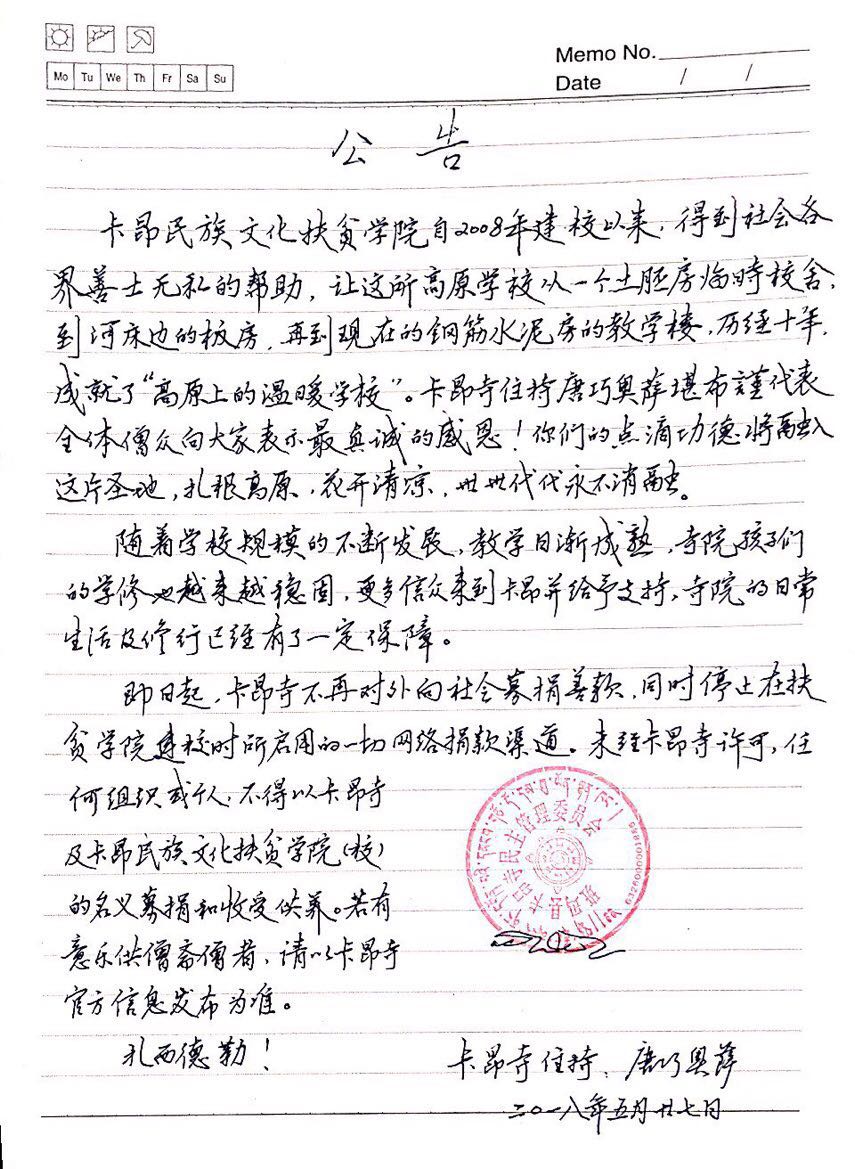 Memo No.
Mo Tu We Th Fr Sa Su
Date / /
公 告
卡昂民族文化扶贫学院自2008年建校以来，得到社会各
界善士无私的帮助，让这所高原学校从一个土胚房临时校舍，
到河床边的板房，再到现在的钢筋水泥房的教学楼，历经十年，
成就了“高原上的温暖学校”。卡昂寺住持唐巧奥萨堪布謹代表
全体僧众向大家表示最真诚的感恩！你们的点滴功德将融入
这片圣地，扎根高原，花开清凉，世世代代永不消融。
随着学校规模的不断发展，教学日渐成熟，寺院孩子们
的学修也越来越稳固，更多信众来到卡昂并给予支持，寺院的日常
生活及修行已经有了一定保障。
即日起，卡昂寺不再对外向社会募捐善款，同时停止在扶
贫学院建校时所启用的一切网络捐款渠道。未经卡昂寺许可，任
何组织或个人，不得以卡昂寺
及卡昂民族文化扶贫学院（校）
的名义募捐和收受供养。若有
意乐供僧斋僧者，请以卡昂寺
官方信息发布为准。
班玛县卡昂寺民主管理委员会
扎西德勒！
卡昂寺住持：唐巧奥萨
二〇一八年五月廿七日